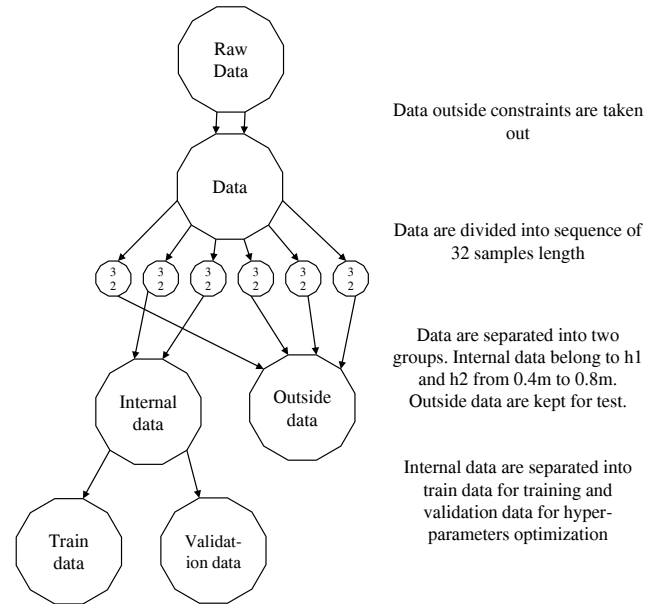 Raw
Data
Data outside constraints are taken
out
Data
Data are divided into sequence of
32 samples length
3 3 3 3 3 3
2 2 2 2 2 2
Data are separated into two
groups. Internal data belong to h1
and h2 from 0.4m to 0.8m.
Outside data are kept for test.
Internal
data
Outside
data
Internal data are separated into
train data for training and
validation data for hyper-
parameters optimization
Train
data
Validat-
ion data